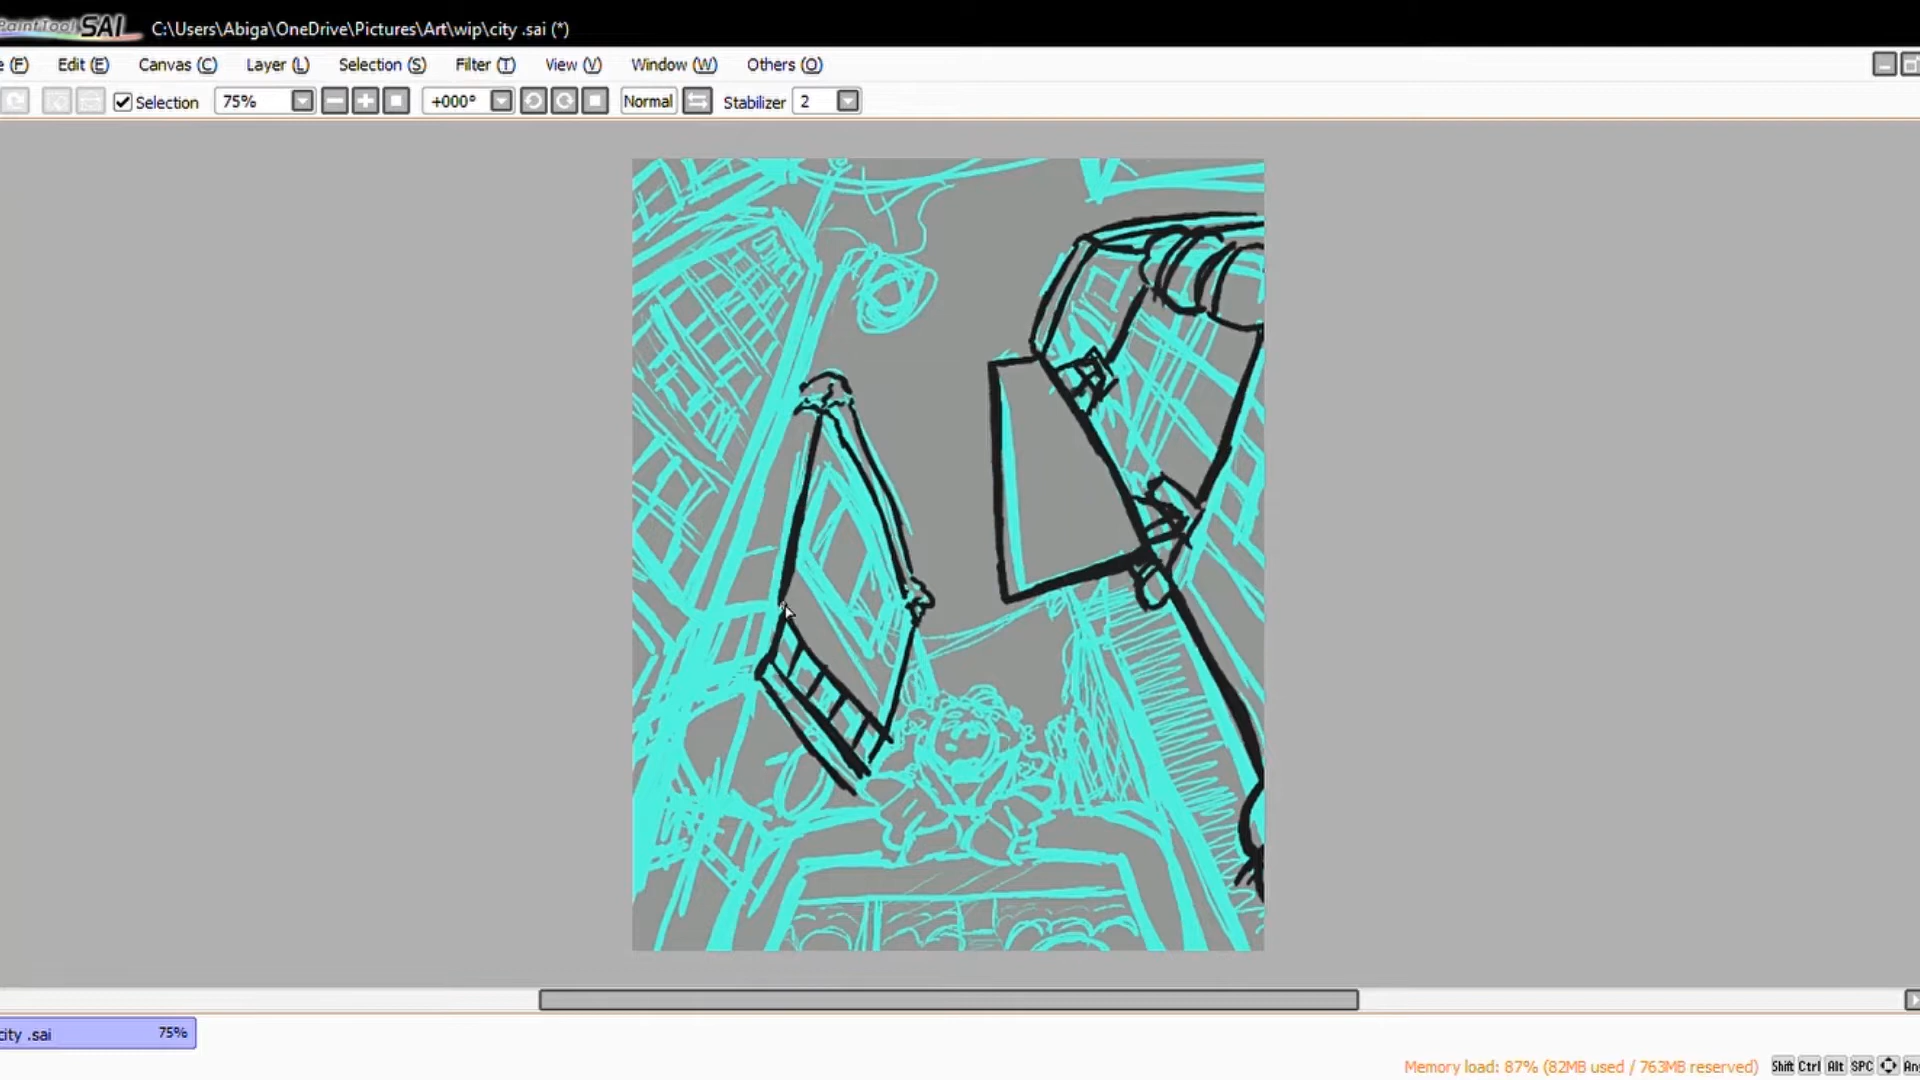 PaintTool SAI C:\Users\Abiga\OneDrive\Pictures\Art\wip\city .sai (*)
e (F) Edit (E) Canvas (C) Layer (L) Selection (S) Filter (T) View (V) Window (W) Others (O)
Selection 75% +000° Normal Stabilizer 2
city .sai 75%
Memory load: 87% (82MB used / 763MB reserved) Shift Ctrl Alt SPC An